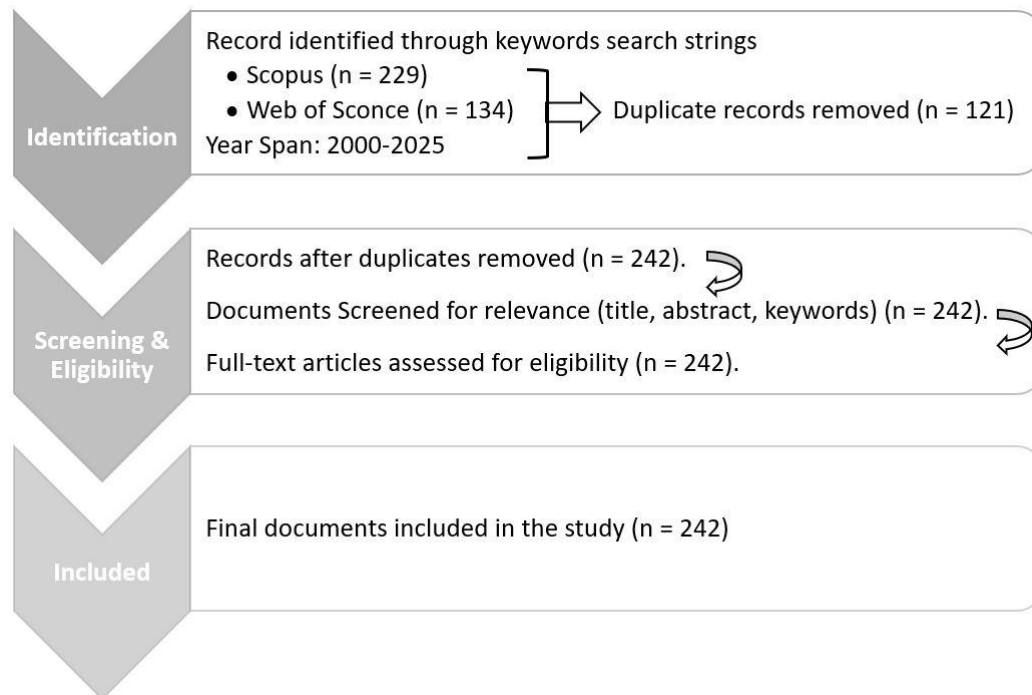 Identification
Record identified through keywords search strings
• Scopus (n = 229)
• Web of Sconce (n = 134)
Year Span: 2000-2025
Duplicate records removed (n = 121)
Screening &
Eligibility
Records after duplicates removed (n = 242).
Documents Screened for relevance (title, abstract, keywords) (n = 242).
Full-text articles assessed for eligibility (n = 242).
Included
Final documents included in the study (n = 242)